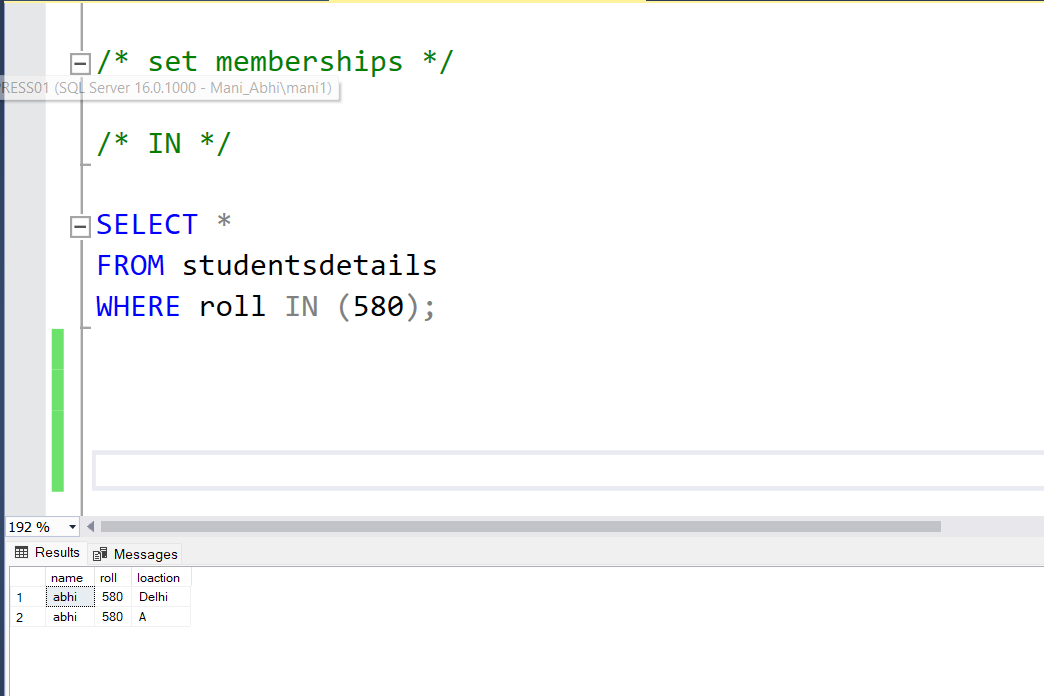 /* set memberships */
RESS01 (SQL Server 16.0.1000 - Mani_Abhi\mani1)
/* IN */
SELECT *
FROM studentsdetails
WHERE roll IN (580);
192 %
Results Messages
name roll loaction
1 abhi 580 Delhi
2 abhi 580 A